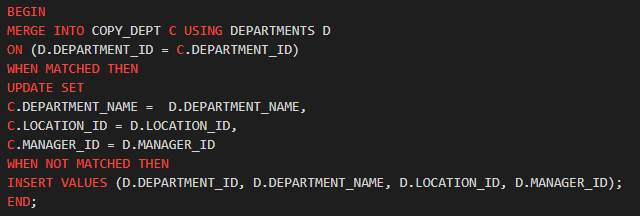 BEGIN
MERGE INTO COPY_DEPT C USING DEPARTMENTS D
ON (D.DEPARTMENT_ID = C.DEPARTMENT_ID)
WHEN MATCHED THEN
UPDATE SET
C.DEPARTMENT_NAME =  D.DEPARTMENT_NAME,
C.LOCATION_ID = D.LOCATION_ID,
C.MANAGER_ID = D.MANAGER_ID
WHEN NOT MATCHED THEN
INSERT VALUES (D.DEPARTMENT_ID, D.DEPARTMENT_NAME, D.LOCATION_ID, D.MANAGER_ID);
END;